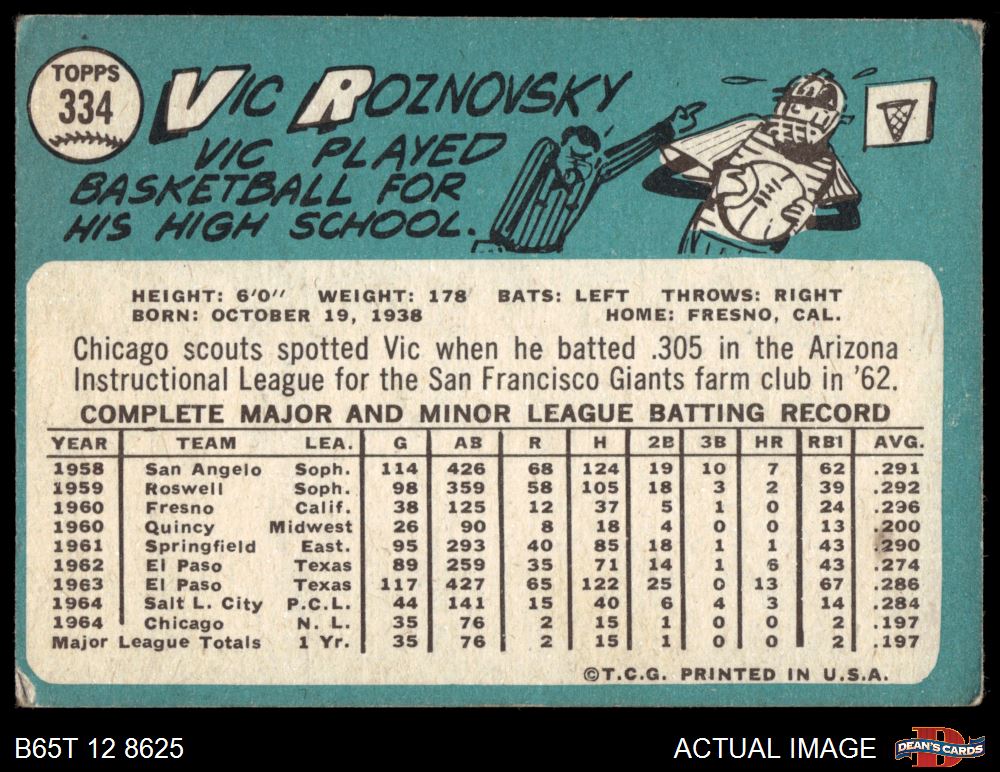 TOPPS
334
VIC ROZNOVSKY
VIC PLAYED
BASKETBALL FOR
HIS HIGH SCHOOL.
HEIGHT: 6'0" WEIGHT: 178 BATS: LEFT THROWS: RIGHT
BORN: OCTOBER 19, 1938 HOME: FRESNO, CAL.
Chicago scouts spotted Vic when he batted .305 in the Arizona
Instructional League for the San Francisco Giants farm club in '62.
COMPLETE MAJOR AND MINOR LEAGUE BATTING RECORD
YEAR TEAM LEA. G AB R H 2B 3B HR RBI AVG.
1958 San Angelo Soph. 114 426 68 124 19 10 7 62 .291
1959 Roswell Soph. 98 359 58 105 18 3 2 39 .292
1960 Fresno Calif. 38 125 12 37 5 1 0 24 .296
1960 Quincy Midwest 26 90 8 18 4 0 0 13 .200
1961 Springfield East. 95 293 40 85 18 1 1 43 .290
1962 El Paso Texas 89 259 35 71 14 1 6 43 .274
1963 El Paso Texas 117 427 65 122 25 0 13 67 .286
1964 Salt L. City P.C.L. 44 141 15 40 6 4 3 14 .284
1964 Chicago N. L. 35 76 2 15 1 0 0 2 .197
Major League Totals 1 Yr. 35 76 2 15 1 0 0 2 .197
©T.C.G. PRINTED IN U.S.A.
B65T 12 8625 ACTUAL IMAGE DEAN'S CARDS